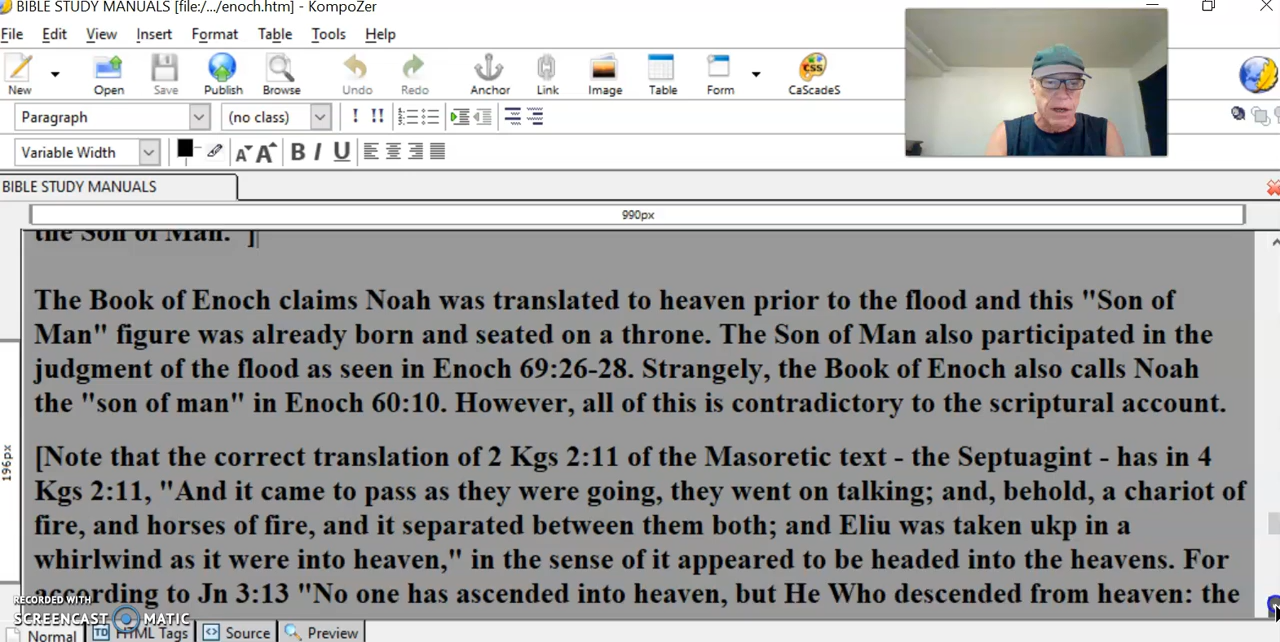 BIBLE STUDY MANUALS [file:/.../enoch.htm] - KompoZer
File Edit View Insert Format Table Tools Help
New Open Save Publish Browse Undo Redo Anchor Link Image Table Form CaScadeS
Paragraph (no class) ! !!
Variable Width A A B I U
BIBLE STUDY MANUALS
990px
the Son of Man." ]
The Book of Enoch claims Noah was translated to heaven prior to the flood and this "Son of
Man" figure was already born and seated on a throne. The Son of Man also participated in the
judgment of the flood as seen in Enoch 69:26-28. Strangely, the Book of Enoch also calls Noah
the "son of man" in Enoch 60:10. However, all of this is contradictory to the scriptural account.
196px
[Note that the correct translation of 2 Kgs 2:11 of the Masoretic text - the Septuagint - has in 4
Kgs 2:11, "And it came to pass as they were going, they went on talking; and, behold, a chariot of
fire, and horses of fire, and it separated between them both; and Eliu was taken ukp in a
whirlwind as it were into heaven," in the sense of it appeared to be headed into the heavens. For
according to Jn 3:13 "No one has ascended into heaven, but He Who descended from heaven: the
RECORDED WITH
SCREENCAST MATIC
Normal TD HTML Tags <> Source Preview